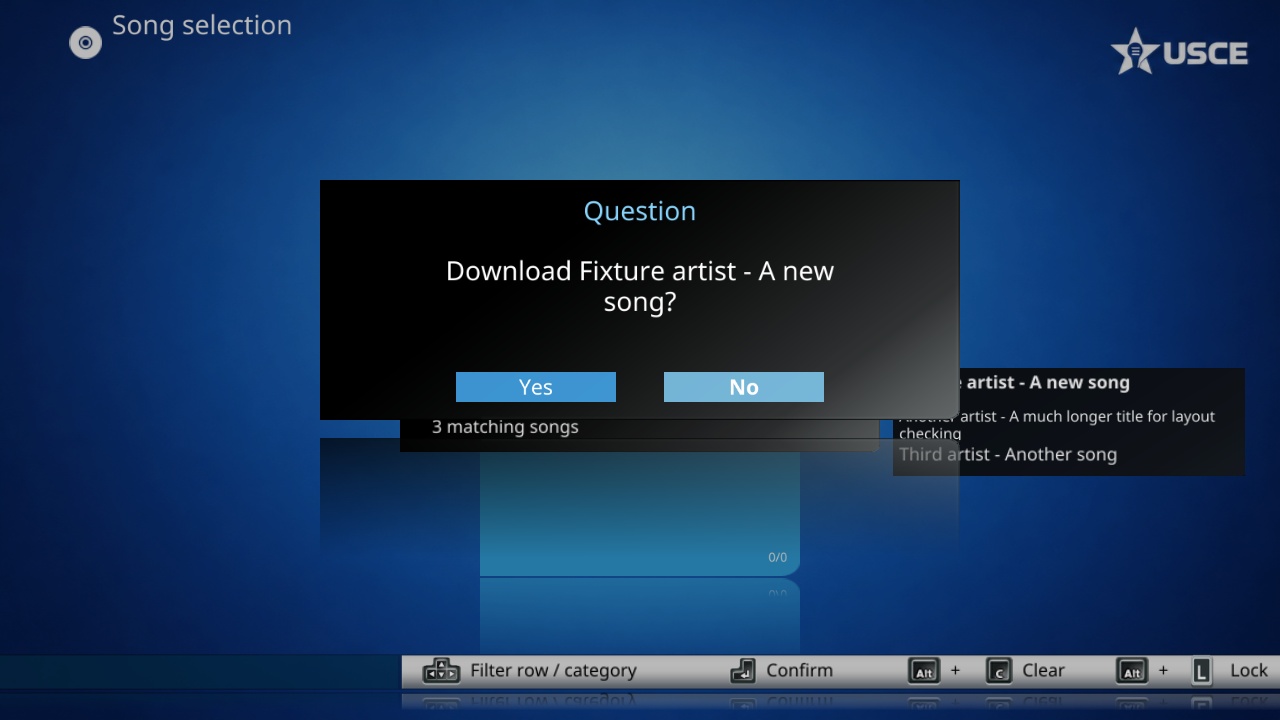 Song selection
USCE
Question
Download Fixture artist - A new
song?
Yes
No
artist - A new song
Another artist - A much longer title for layout
checking
3 matching songs
Third artist - Another song
0/0
Filter row / category
Confirm
Alt + C Clear
Alt + L Lock